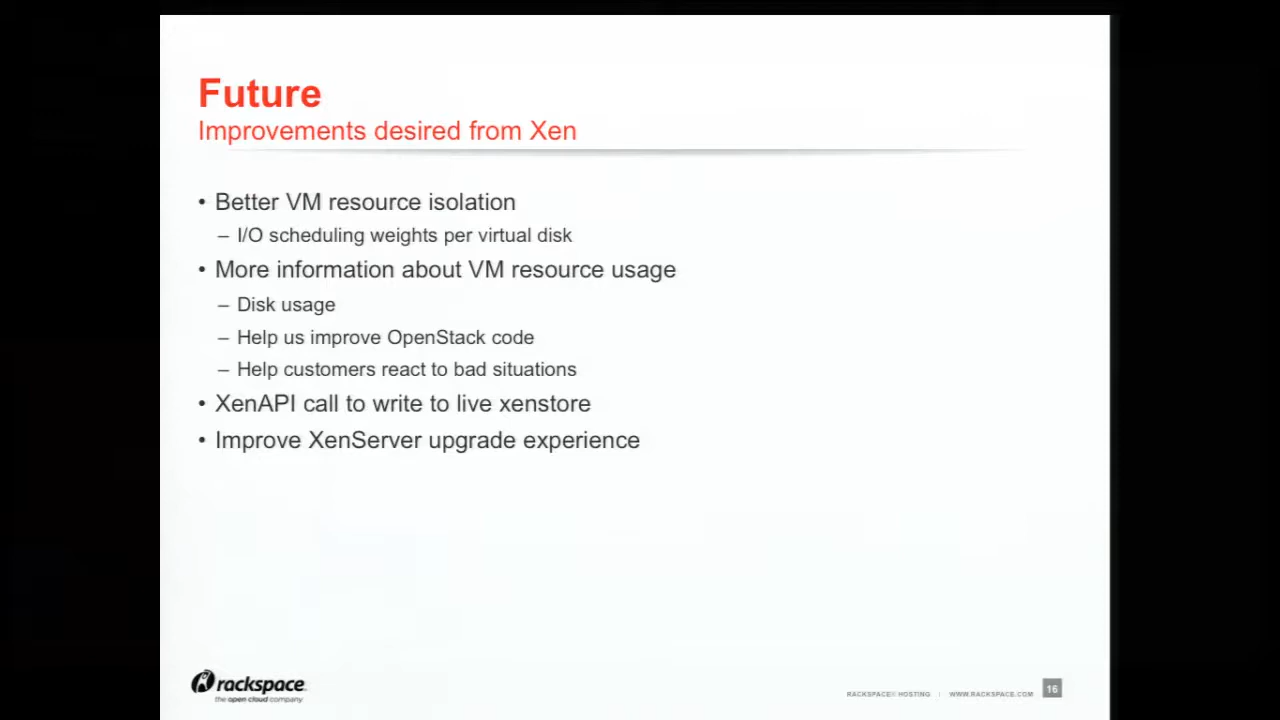 Future
Improvements desired from Xen
• Better VM resource isolation
– I/O scheduling weights per virtual disk
• More information about VM resource usage
– Disk usage
– Help us improve OpenStack code
– Help customers react to bad situations
• XenAPI call to write to live xenstore
• Improve XenServer upgrade experience
rackspace
the open cloud company
RACKSPACE® HOSTING | WWW.RACKSPACE.COM
16